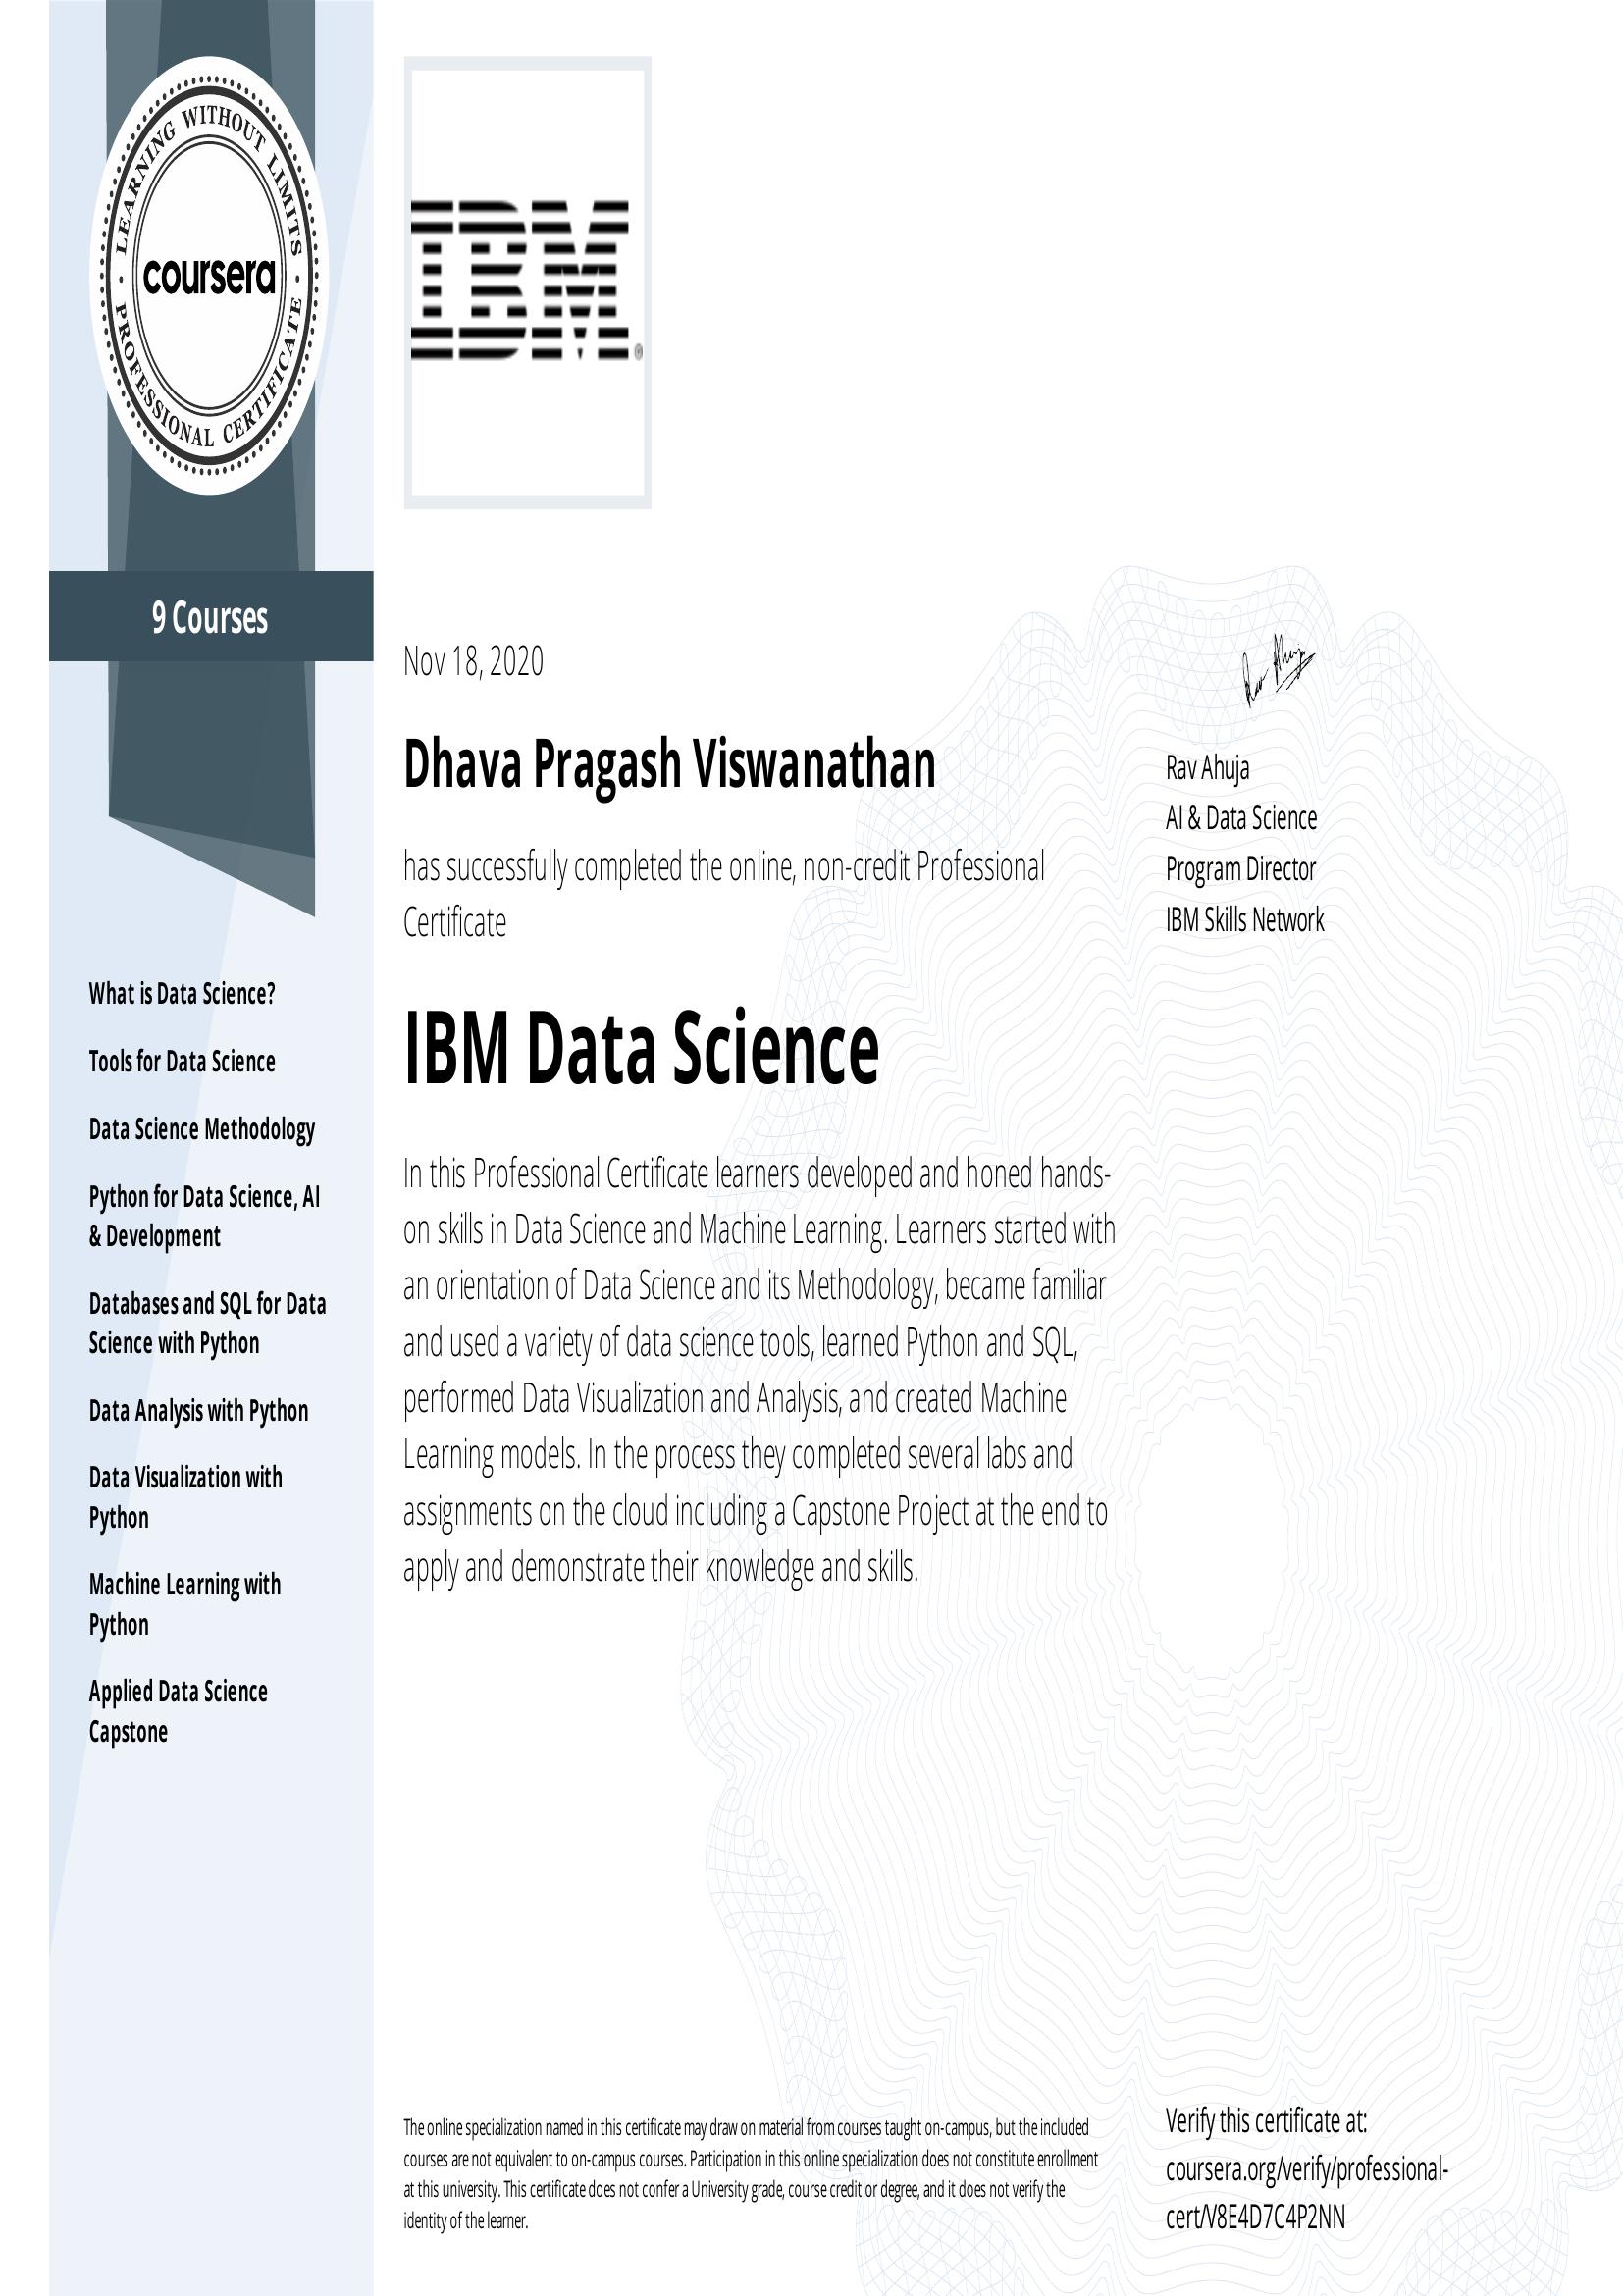 LEARNING WITHOUT LIMITS
coursera
PROFESSIONAL CERTIFICATE
9 Courses
What is Data Science?
Tools for Data Science
Data Science Methodology
Python for Data Science, AI
& Development
Databases and SQL for Data
Science with Python
Data Analysis with Python
Data Visualization with
Python
Machine Learning with
Python
Applied Data Science
Capstone
IBM®
Nov 18, 2020
Dhava Pragash Viswanathan
has successfully completed the online, non-credit Professional
Certificate
IBM Data Science
In this Professional Certificate learners developed and honed hands-
on skills in Data Science and Machine Learning. Learners started with
an orientation of Data Science and its Methodology, became familiar
and used a variety of data science tools, learned Python and SQL,
performed Data Visualization and Analysis, and created Machine
Learning models. In the process they completed several labs and
assignments on the cloud including a Capstone Project at the end to
apply and demonstrate their knowledge and skills.
Rav Ahuja
Rav Ahuja
AI & Data Science
Program Director
IBM Skills Network
The online specialization named in this certificate may draw on material from courses taught on-campus, but the included
courses are not equivalent to on-campus courses. Participation in this online specialization does not constitute enrollment
at this university. This certificate does not confer a University grade, course credit or degree, and it does not verify the
identity of the learner.
Verify this certificate at:
coursera.org/verify/professional-
cert/V8E4D7C4P2NN